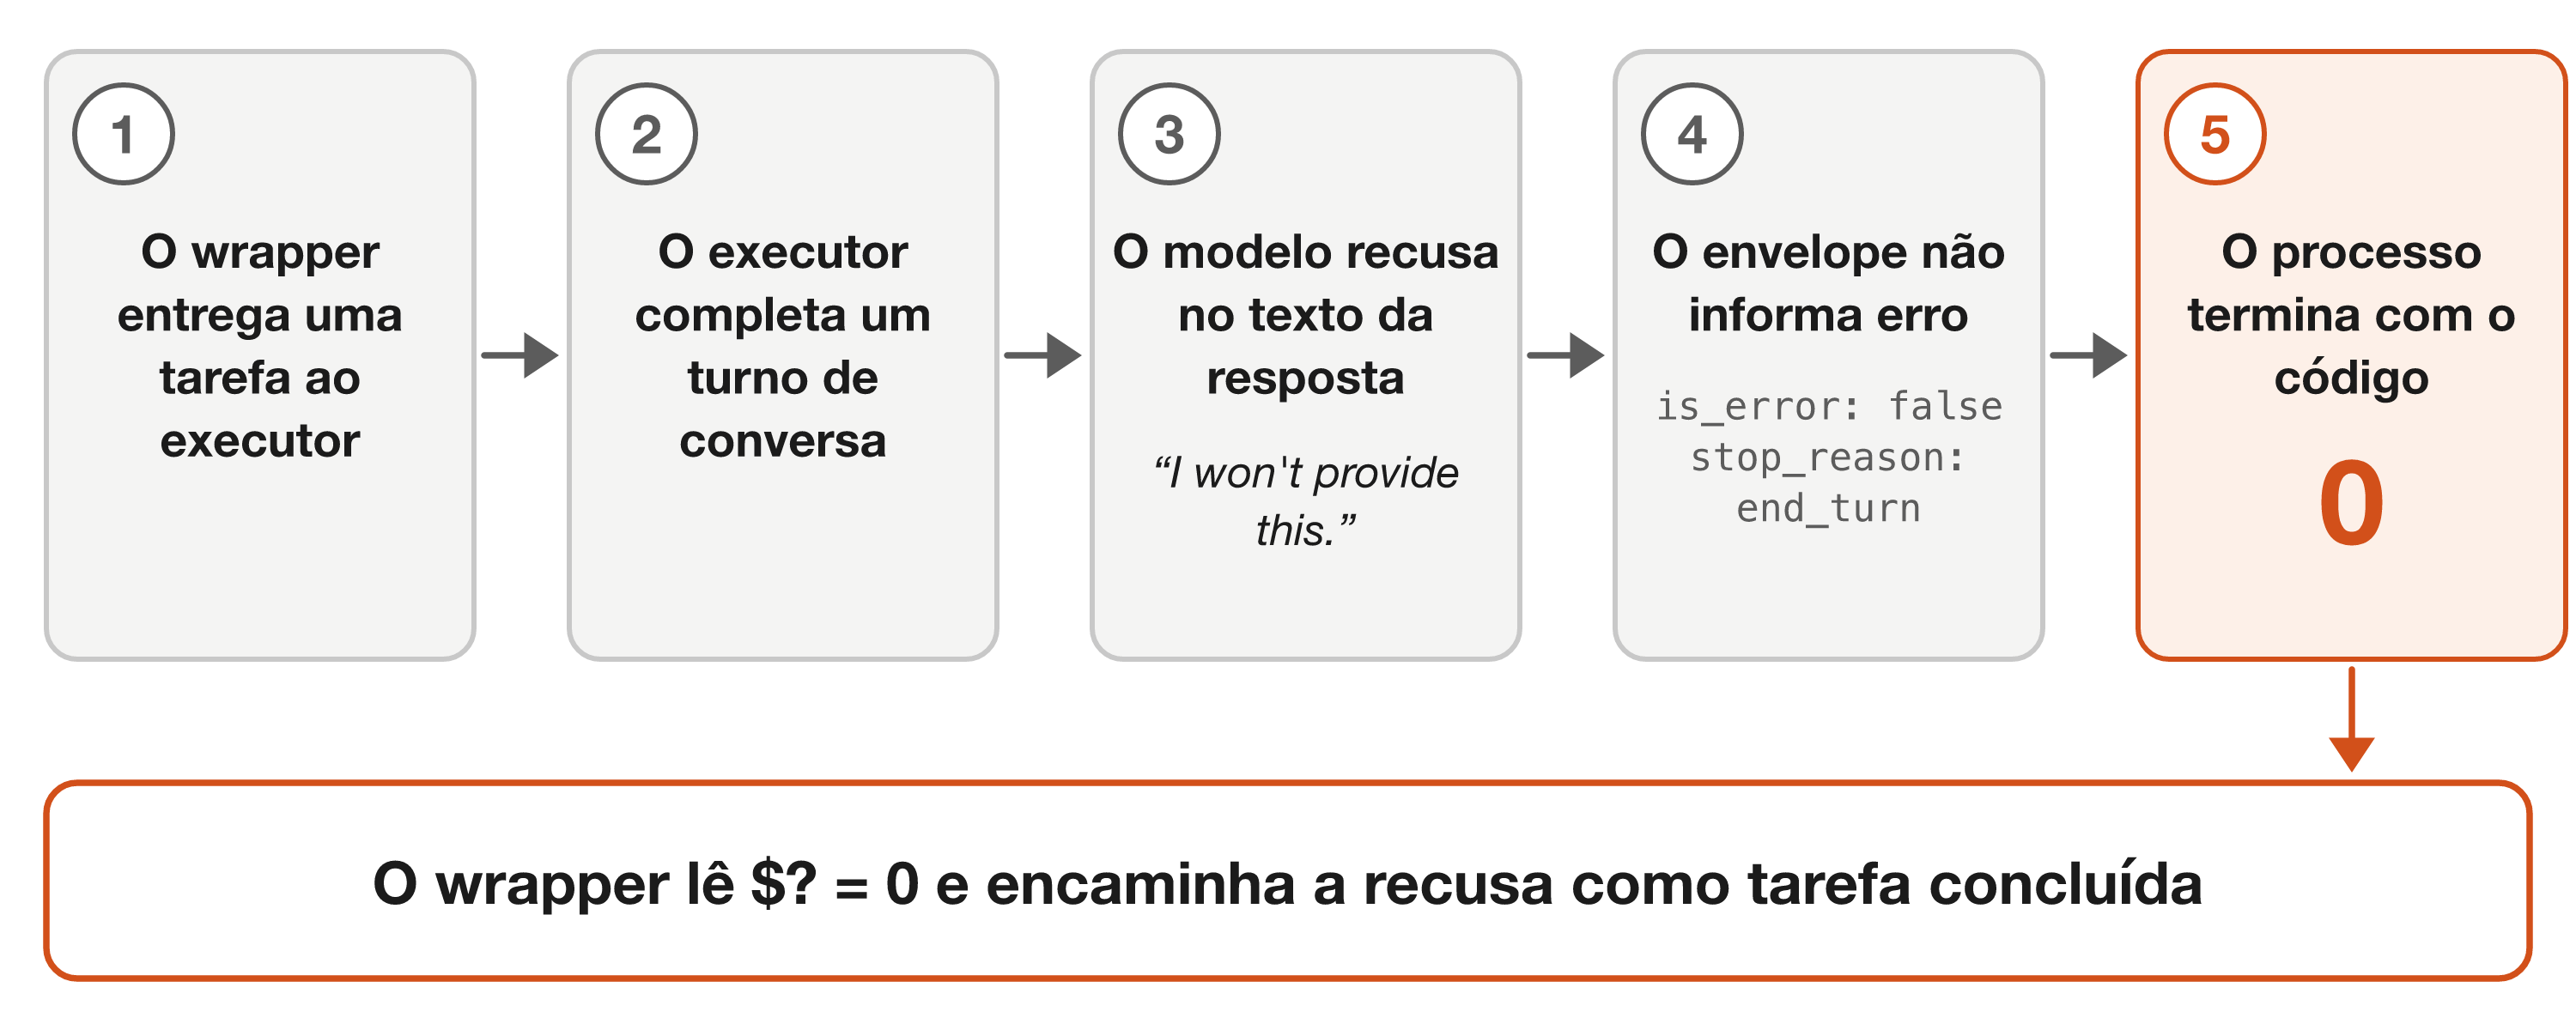 1
O wrapper
entrega uma
tarefa ao
executor
2
O executor
completa um
turno de
conversa
3
O modelo recusa
no texto da
resposta
“I won't provide
this.”
4
O envelope não
informa erro
is_error: false
stop_reason:
end_turn
5
O processo
termina com o
código
0
O wrapper lê $? = 0 e encaminha a recusa como tarefa concluída